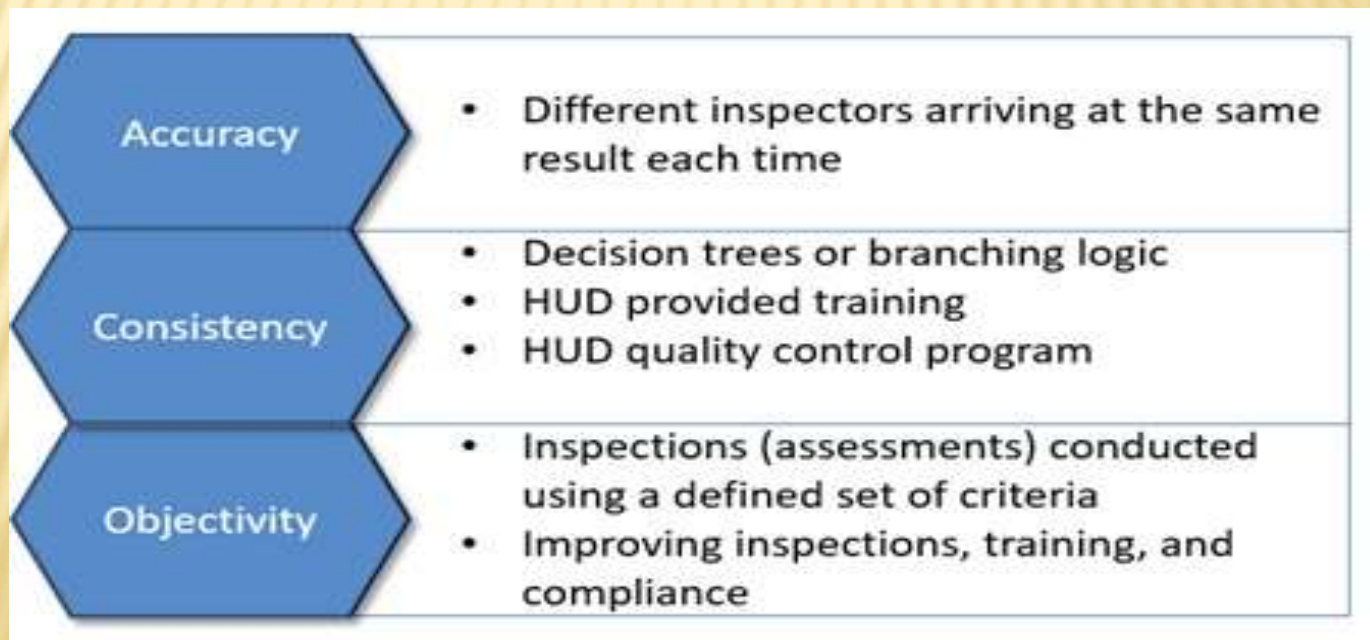 Accuracy
• Different inspectors arriving at the same
result each time
Consistency
• Decision trees or branching logic
• HUD provided training
• HUD quality control program
Objectivity
• Inspections (assessments) conducted
using a defined set of criteria
• Improving inspections, training, and
compliance